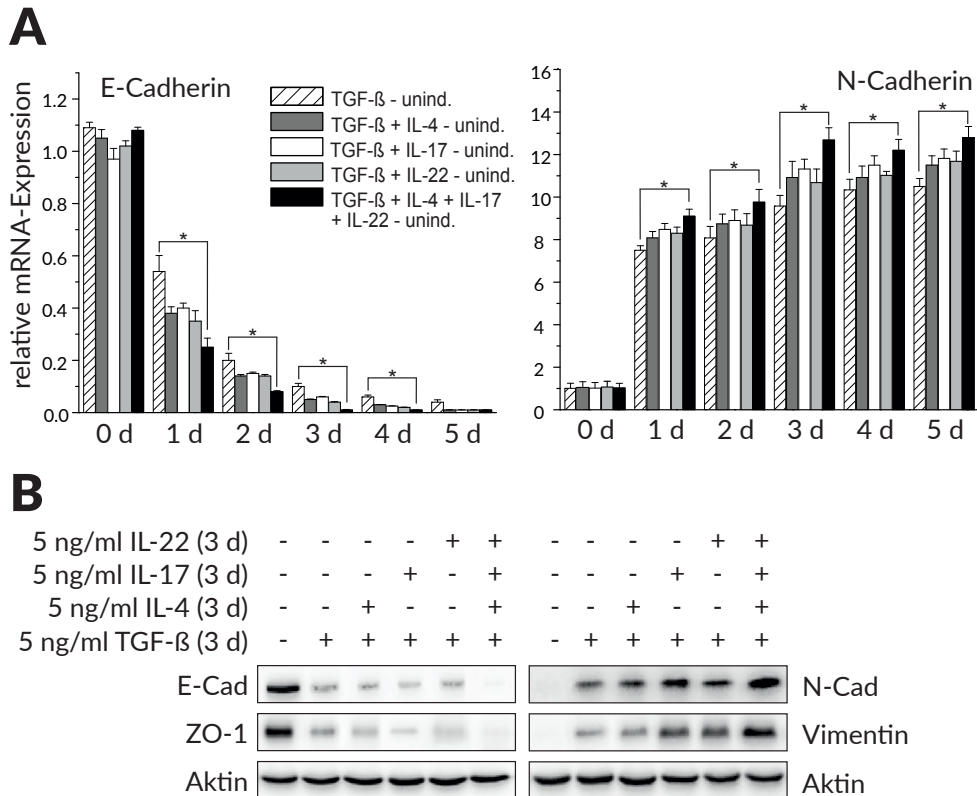 A
E-Cadherin
relative mRNA-Expression
1.2
1.0
0.8
0.6
0.4
0.2
0.0
0 d 1 d 2 d 3 d 4 d 5 d
* * * *
TGF-ß - unind.
TGF-ß + IL-4 - unind.
TGF-ß + IL-17 - unind.
TGF-ß + IL-22 - unind.
TGF-ß + IL-4 + IL-17
+ IL-22 - unind.
N-Cadherin
16
14
12
10
8
6
4
2
0
0 d 1 d 2 d 3 d 4 d 5 d
* * * * *
B
5 ng/ml IL-22 (3 d) - - - - + + - - - - + +
5 ng/ml IL-17 (3 d) - - - + - + - - - + - +
5 ng/ml IL-4 (3 d) - - + - - + - - + - - +
5 ng/ml TGF-ß (3 d) - + + + + + - + + + + +
E-Cad N-Cad
ZO-1 Vimentin
Aktin Aktin